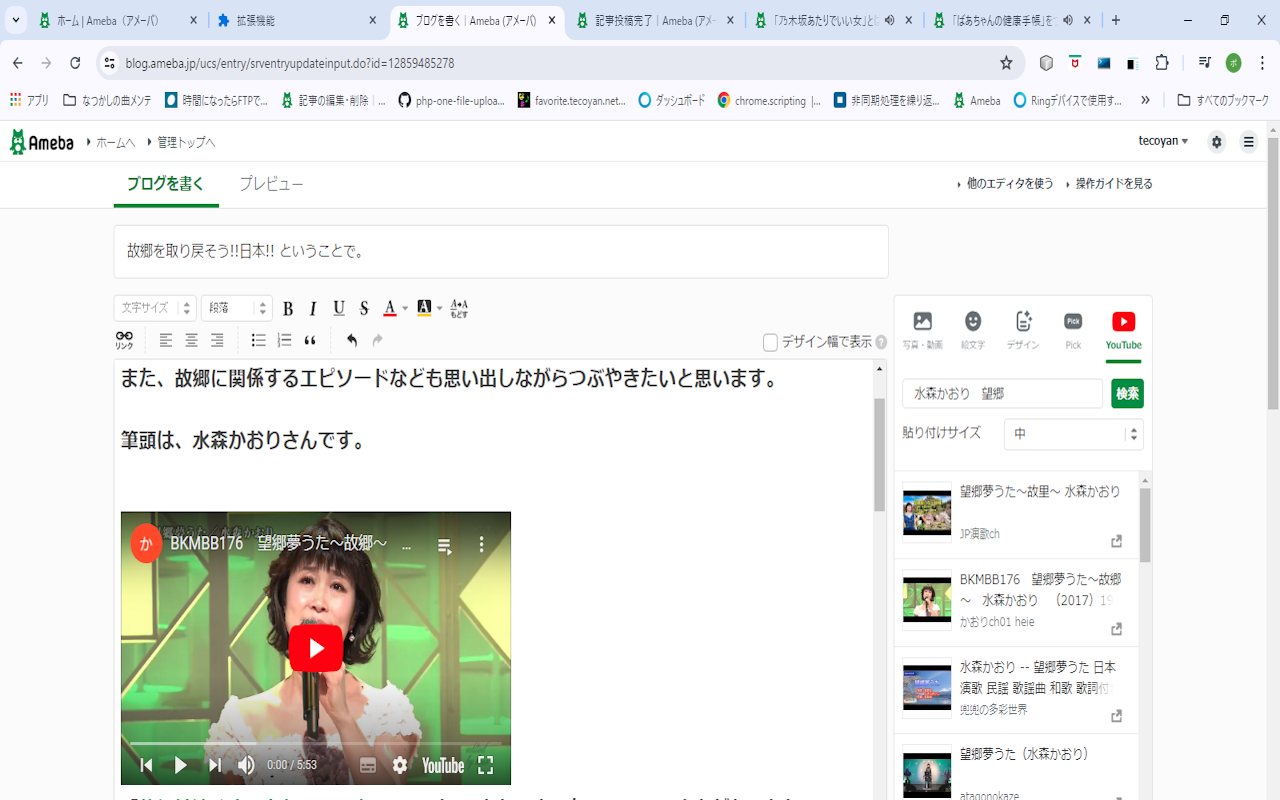 ホーム | Ameba（アメーバ）
拡張機能
ブログを書く | Ameba (アメーバ)
記事投稿完了 | Ameba (アメー
「乃木坂あたりでいい女」と
「ばあちゃんの健康手帳」を
blog.ameba.jp/ucs/entry/srventryupdateinput.do?id=12859485278
ポ
アプリ
なつかしの曲メンテ
時間になったらFTPで...
記事の編集・削除 | ...
php-one-file-uploa...
favorite.tecoyan.net...
ダッシュボード
chrome.scripting |...
非同期処理を繰り返...
Ameba
Ringデバイスで使用す...
すべてのブックマーク
Ameba
ホームへ
管理トップへ
tecoyan
ブログを書く
プレビュー
他のエディタを使う
操作ガイドを見る
故郷を取り戻そう!!日本!! ということで。
文字サイズ
段落
B I U S A A A A もどす
リンク
デザイン幅で表示
写真・動画
絵文字
デザイン
Pick
Pick
YouTube
水森かおり　望郷
検索
貼り付けサイズ
中
また、故郷に関係するエピソードなども思い出しながらつぶやきたいと思います。
筆頭は、水森かおりさんです。
か
BKMBB176　望郷夢うた～故郷～ ...
0:00 / 5:53
YouTube
望郷夢うた～故里～ 水森かおり
JP演歌ch
BKMBB176　望郷夢うた～故郷
～　水森かおり　（2017）19
かおりch01 heie
水森かおり -- 望郷夢うた 日本
演歌 民謡 歌謡曲 和歌 歌詞付
兜兜の多彩世界
望郷夢うた（水森かおり）
atagonokaze